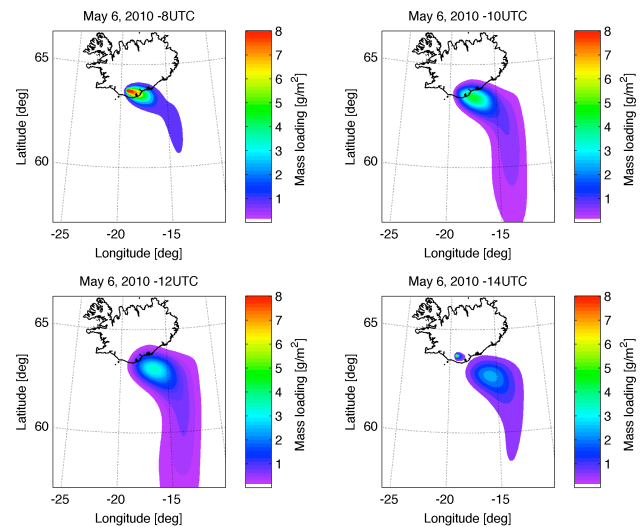 May 6, 2010 -8UTC
65
60
Latitude [deg]
-25 -20 -15
Longitude [deg]
8
7
6
5
4
3
2
1
Mass loading [g/m²]
May 6, 2010 -10UTC
65
60
Latitude [deg]
-25 -20 -15
Longitude [deg]
8
7
6
5
4
3
2
1
Mass loading [g/m²]
May 6, 2010 -12UTC
65
60
Latitude [deg]
-25 -20 -15
Longitude [deg]
8
7
6
5
4
3
2
1
Mass loading [g/m²]
May 6, 2010 -14UTC
65
60
Latitude [deg]
-25 -20 -15
Longitude [deg]
8
7
6
5
4
3
2
1
Mass loading [g/m²]